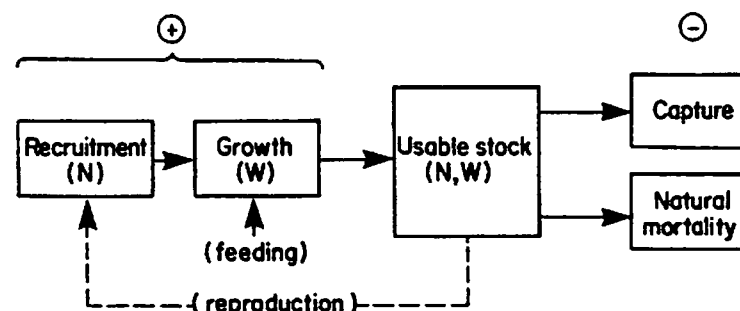 +
−
Recruitment
(N)
Growth
(W)
Usable stock
(N,W)
Capture
Natural
mortality
(feeding)
(reproduction)